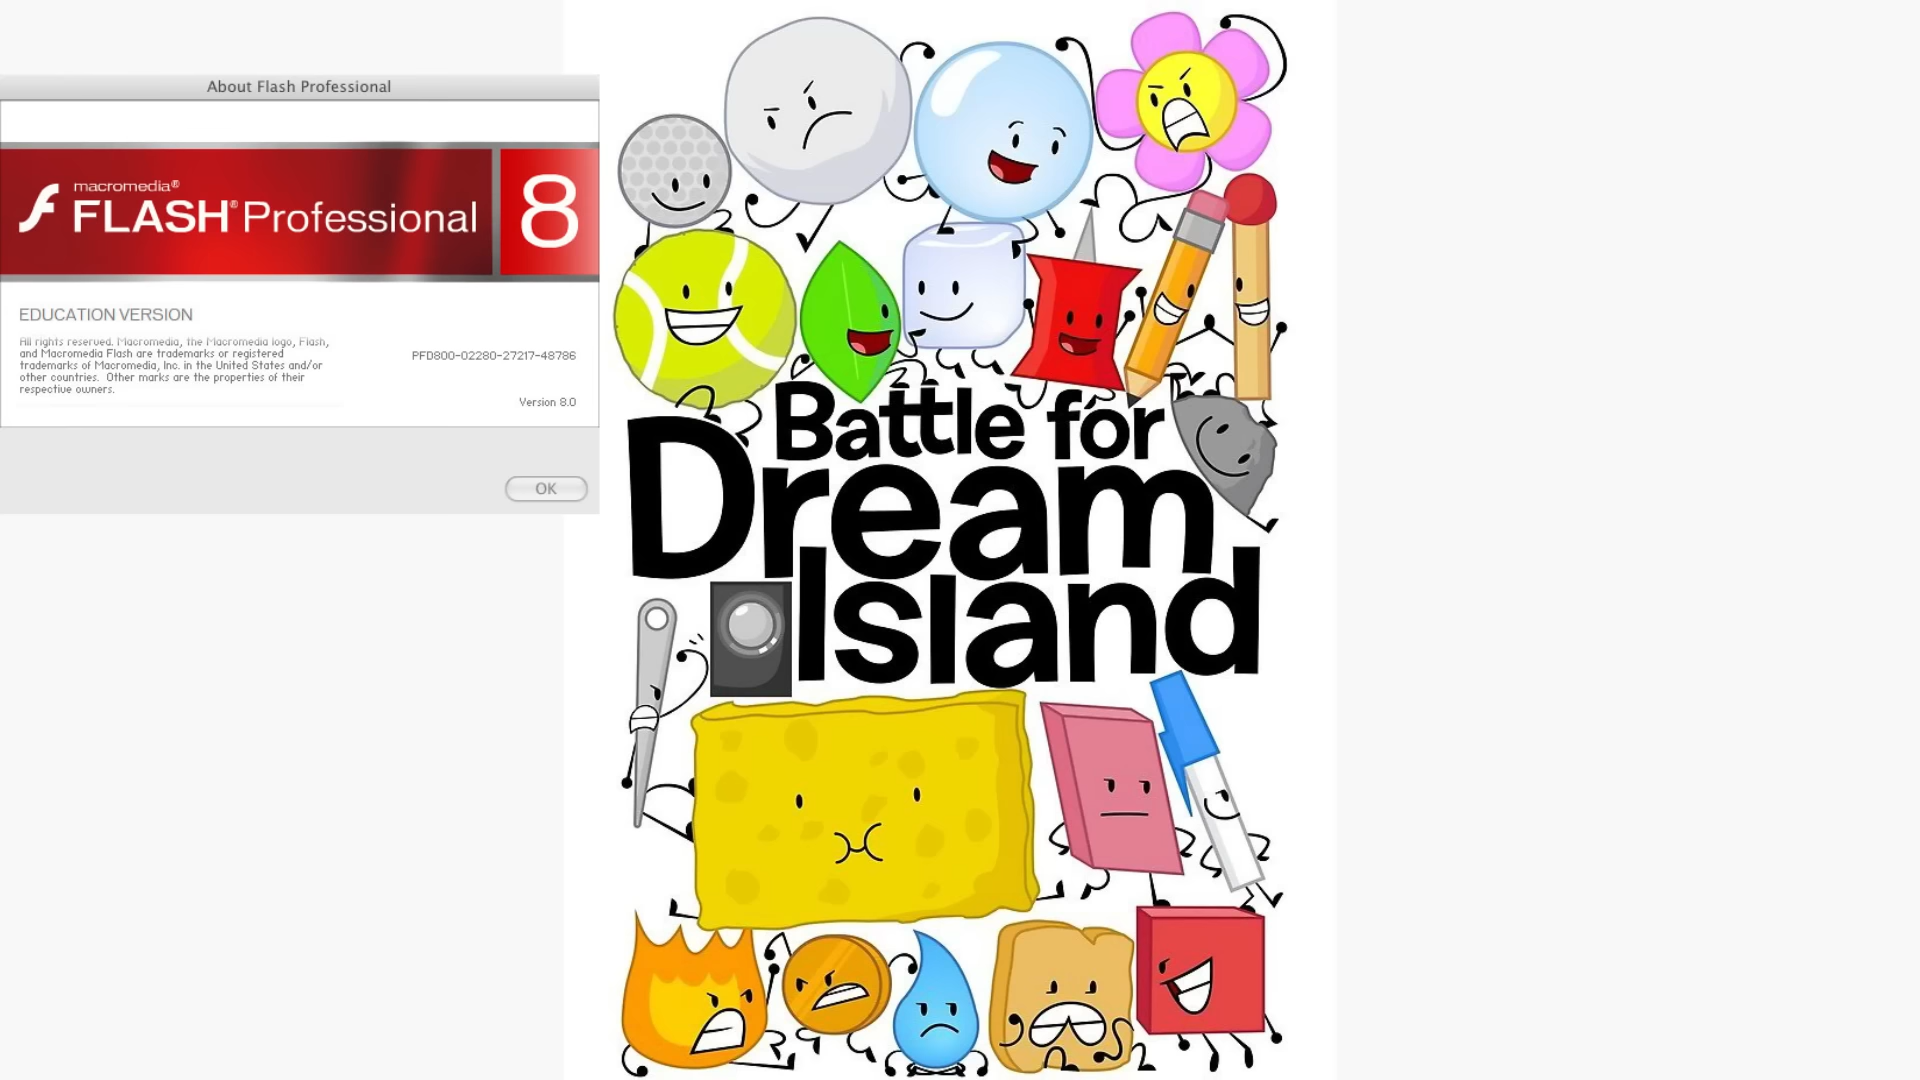 About Flash Professional
macromedia®
FLASH® Professional
8
EDUCATION VERSION
All rights reserved. Macromedia, the Macromedia logo, Flash,
and Macromedia Flash are trademarks or registered
trademarks of Macromedia, Inc. in the United States and/or
other countries. Other marks are the properties of their
respective owners.
PFD800-02280-27217-48786
Version 8.0
OK
Battle for
Dream
Island